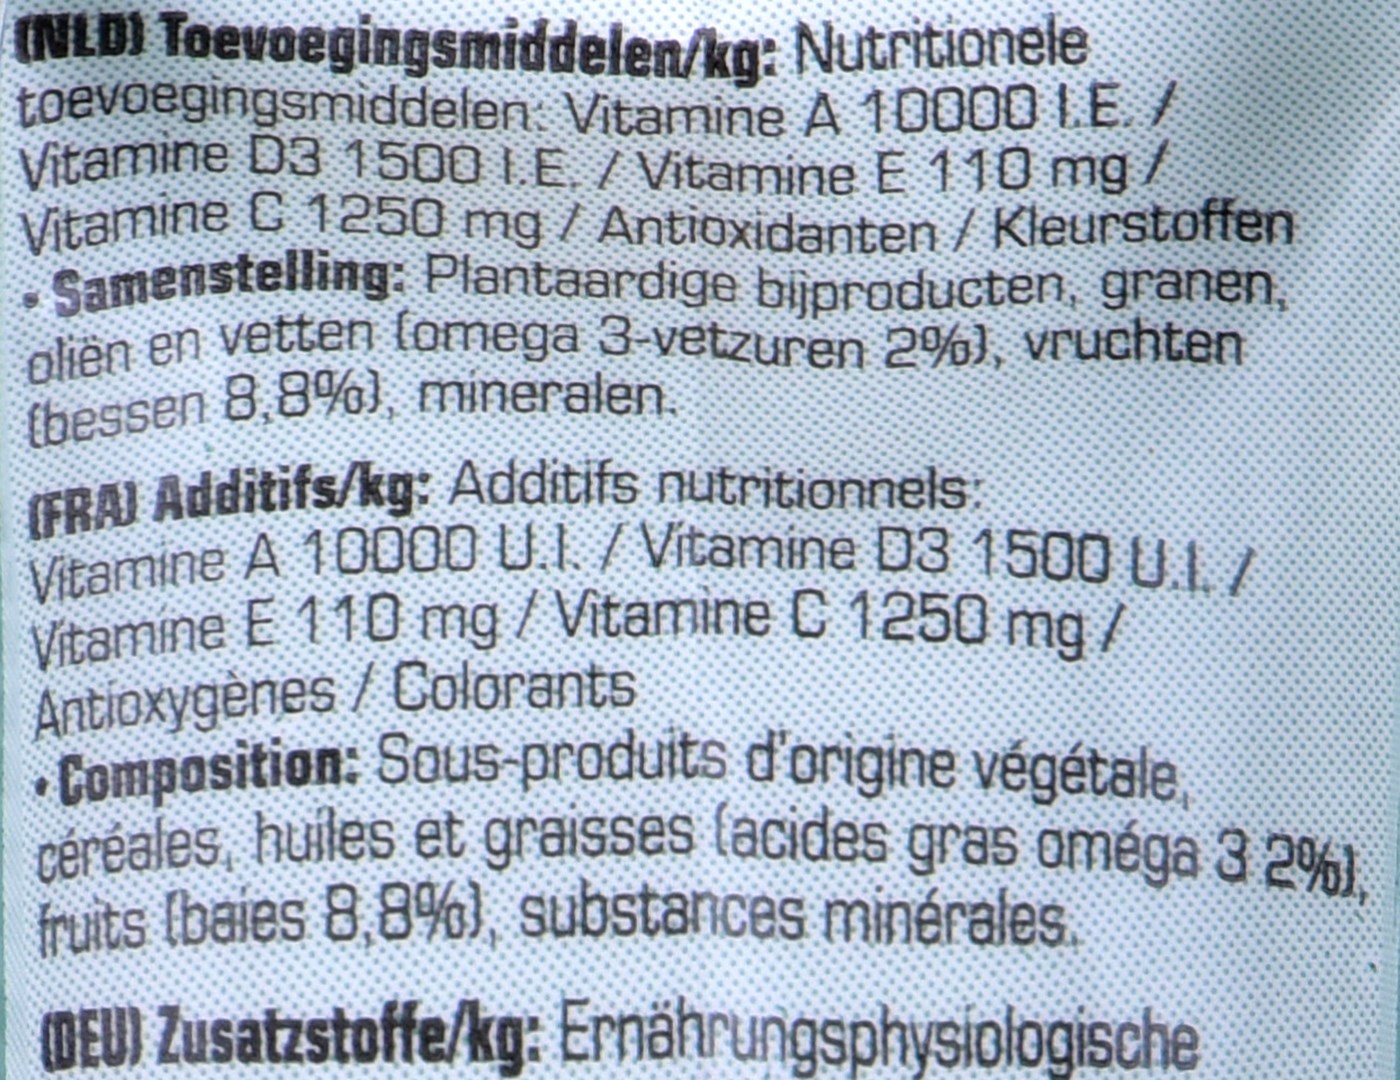 (NLD) Toevoegingsmiddelen/kg: Nutritionele
toevoegingsmiddelen: Vitamine A 10000 I.E. /
Vitamine D3 1500 I.E. / Vitamine E 110 mg /
Vitamine C 1250 mg / Antioxidanten / Kleurstoffen
• Samenstelling: Plantaardige bijproducten, granen,
oliën en vetten (omega 3-vetzuren 2%), vruchten
(bessen 8,8%), mineralen.
(FRA) Additifs/kg: Additifs nutritionnels:
Vitamine A 10000 U.I. / Vitamine D3 1500 U.I. /
Vitamine E 110 mg / Vitamine C 1250 mg /
Antioxygènes / Colorants
• Composition: Sous-produits d'origine végétale,
céréales, huiles et graisses (acides gras oméga 3 2%),
fruits (baies 8,8%), substances minérales.
(DEU) Zusatzstoffe/kg: Ernährungsphysiologische